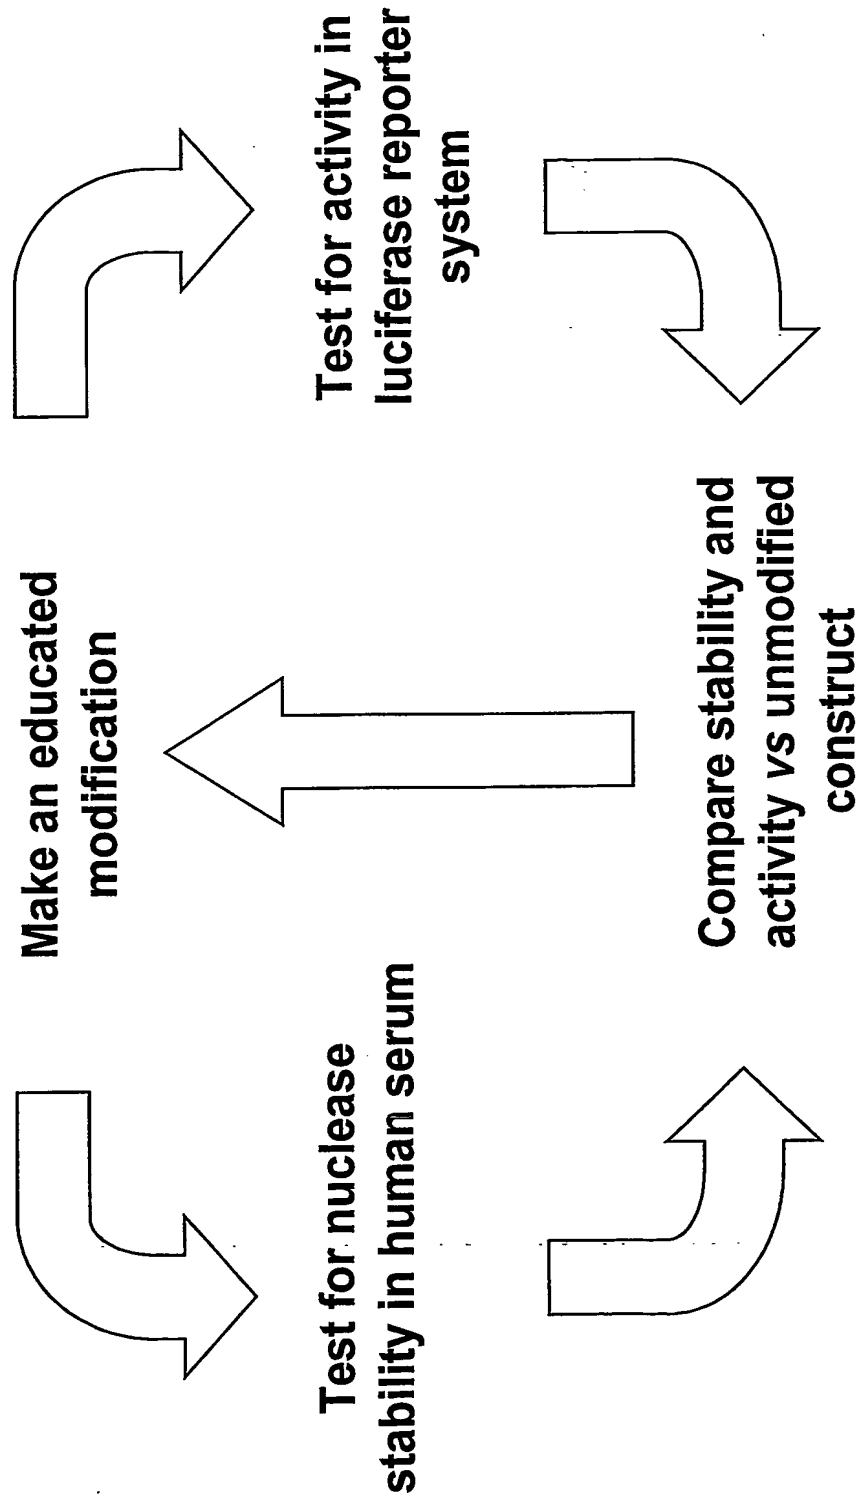 Make an educated
modification
Test for nuclease
stability in human serum
Test for activity in
luciferase reporter
system
Compare stability and
activity vs unmodified
construct